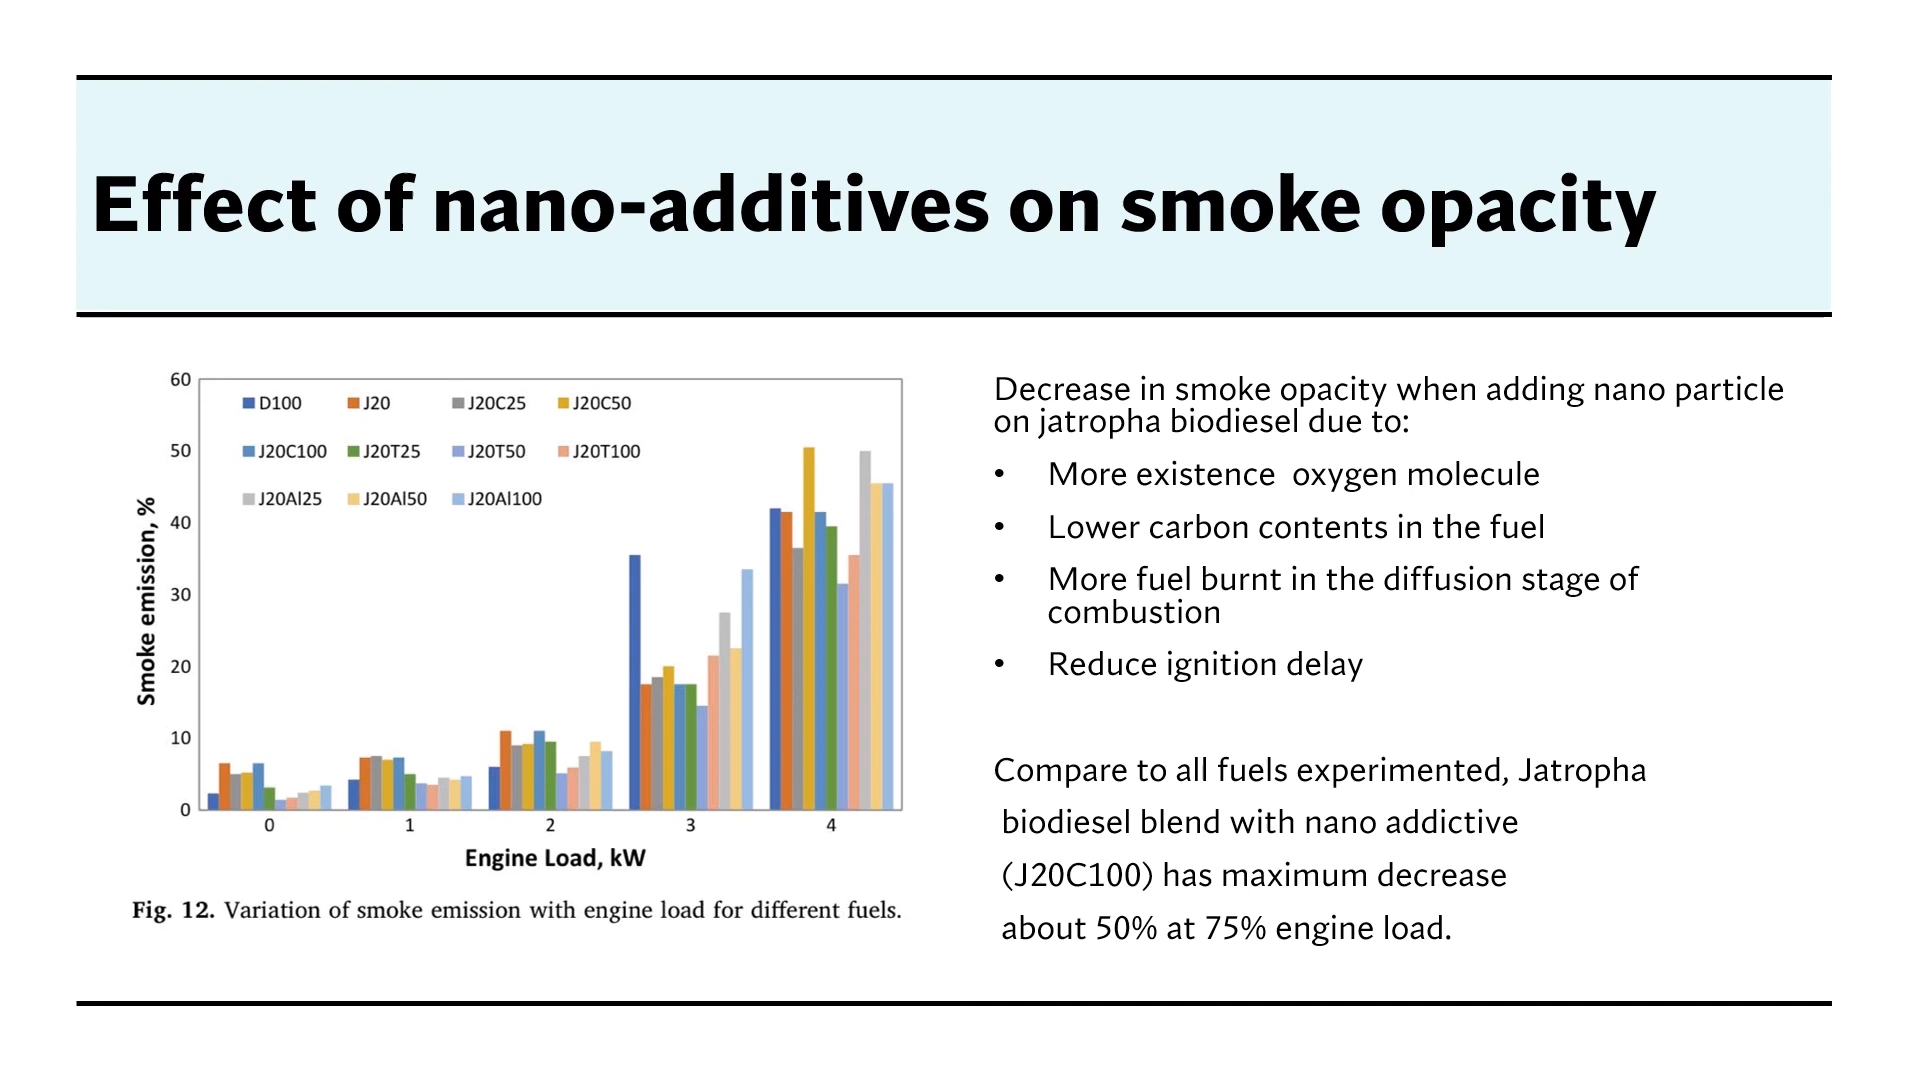 Effect of nano-additives on smoke opacity
60
50
40
30
20
10
0
Smoke emission, %
D100 J20 J20C25 J20C50
J20C100 J20T25 J20T50 J20T100
J20Al25 J20Al50 J20Al100
0 1 2 3 4
Engine Load, kW
Fig. 12. Variation of smoke emission with engine load for different fuels.
Decrease in smoke opacity when adding nano particle
on jatropha biodiesel due to:
• More existence  oxygen molecule
• Lower carbon contents in the fuel
• More fuel burnt in the diffusion stage of
combustion
• Reduce ignition delay
Compare to all fuels experimented, Jatropha
biodiesel blend with nano addictive
(J20C100) has maximum decrease
about 50% at 75% engine load.